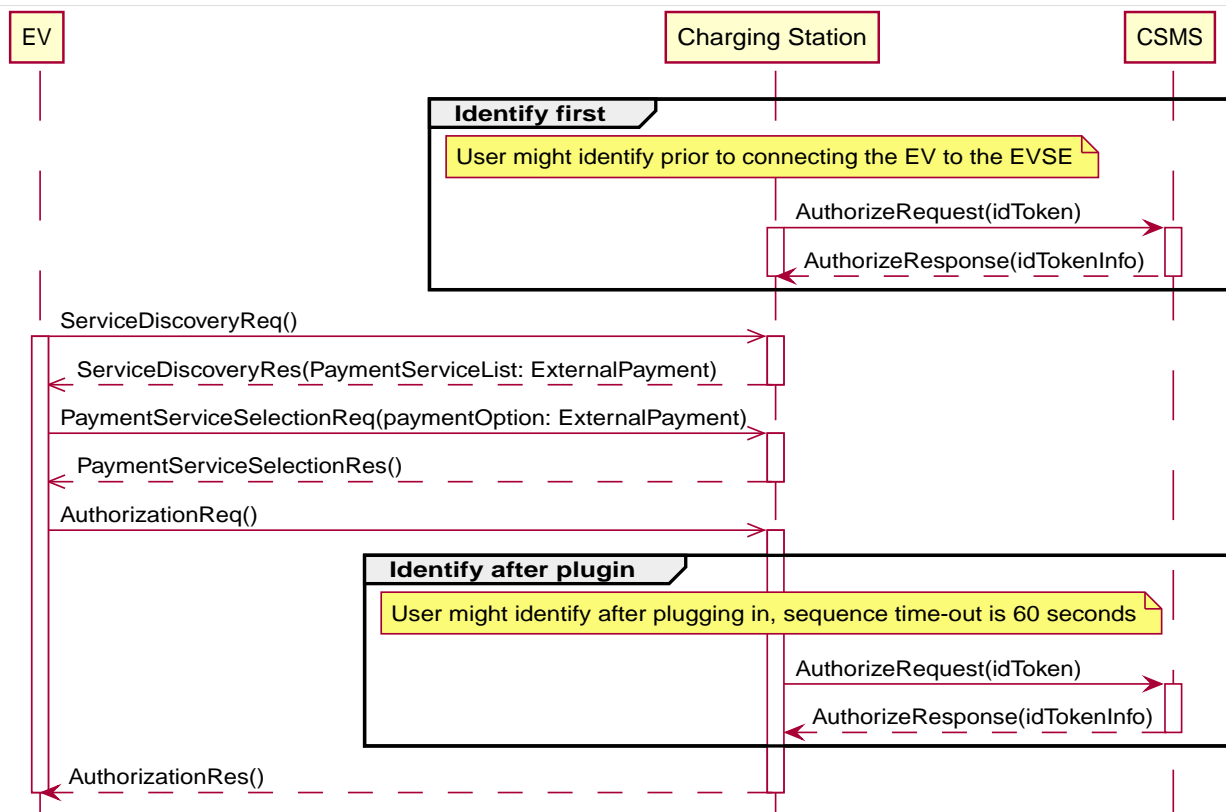 EV
Charging Station
CSMS
Identify first
User might identify prior to connecting the EV to the EVSE
AuthorizeRequest(idToken)
AuthorizeResponse(idTokenInfo)
ServiceDiscoveryReq()
ServiceDiscoveryRes(PaymentServiceList: ExternalPayment)
PaymentServiceSelectionReq(paymentOption: ExternalPayment)
PaymentServiceSelectionRes()
AuthorizationReq()
Identify after plugin
User might identify after plugging in, sequence time-out is 60 seconds
AuthorizeRequest(idToken)
AuthorizeResponse(idTokenInfo)
AuthorizationRes()